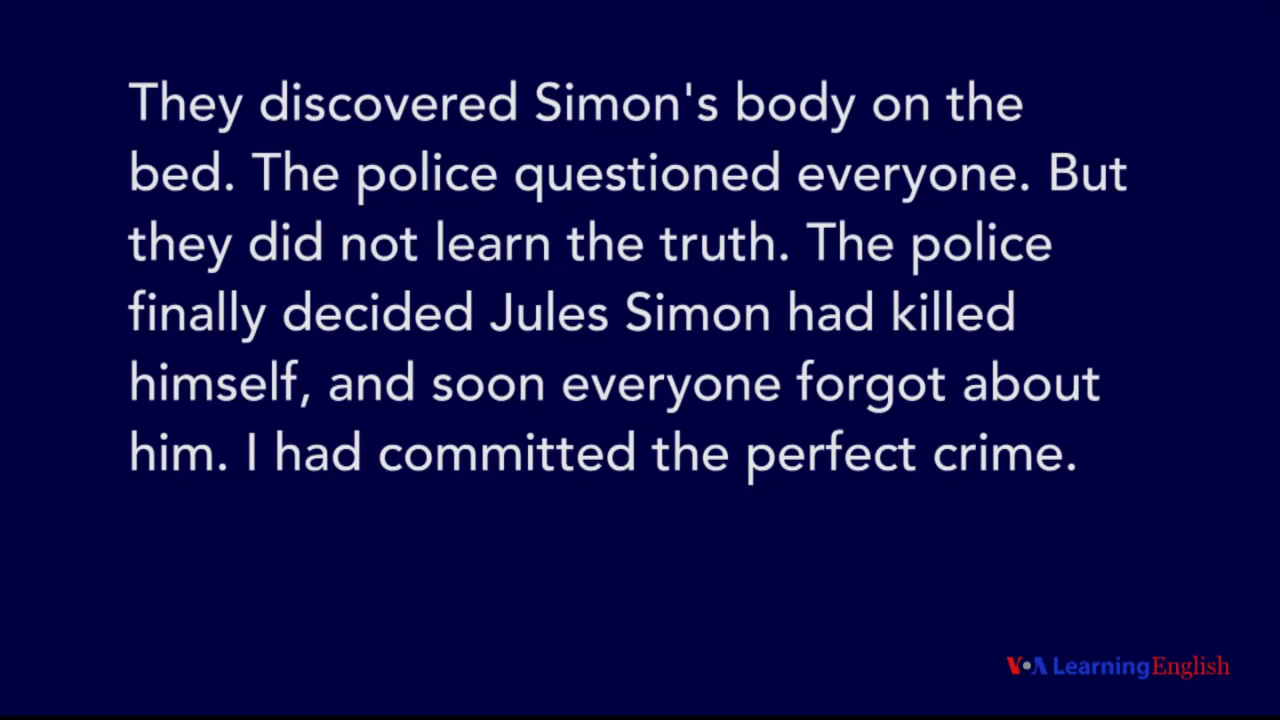 They discovered Simon's body on the
bed. The police questioned everyone. But
they did not learn the truth. The police
finally decided Jules Simon had killed
himself, and soon everyone forgot about
him. I had committed the perfect crime.
VOA Learning English